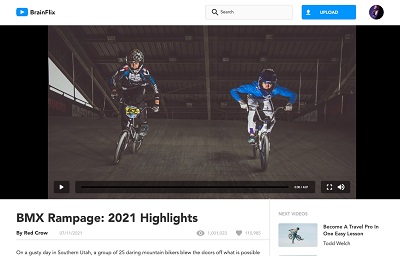 BrainFlix
Search
UPLOAD
0:00 / 4:01
BMX Rampage: 2021 Highlights
By Red Crow
07/11/2021
1,001,023
110,985
On a gusty day in Southern Utah, a group of 25 daring mountain bikers blew the doors off what is possible
NEXT VIDEOS
Become A Travel Pro In
One Easy Lesson
Todd Welch